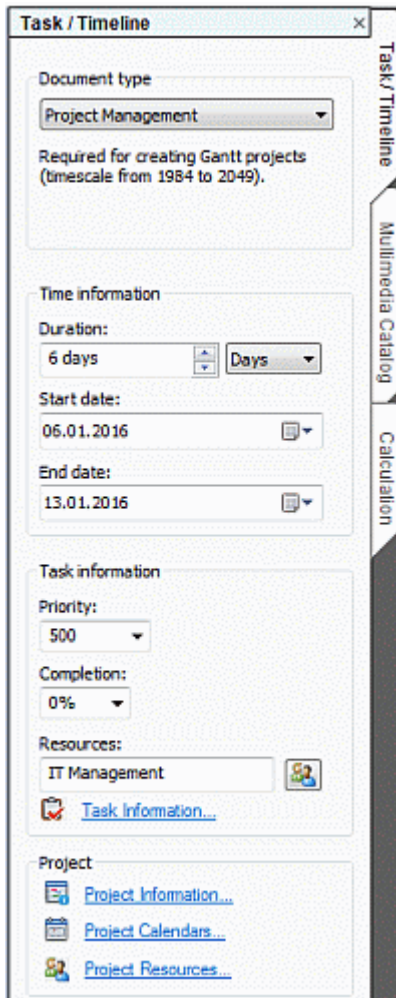 Task / Timeline
Document type
Project Management
Required for creating Gantt projects
(timescale from 1984 to 2049).
Time information
Duration:
6 days
Days
Start date:
06.01.2016
End date:
13.01.2016
Task information
Priority:
500
Completion:
0%
Resources:
IT Management
Task Information...
Project
Project Information...
Project Calendars...
Project Resources...
Task/Timeline
Multimedia Catalog
Calculation